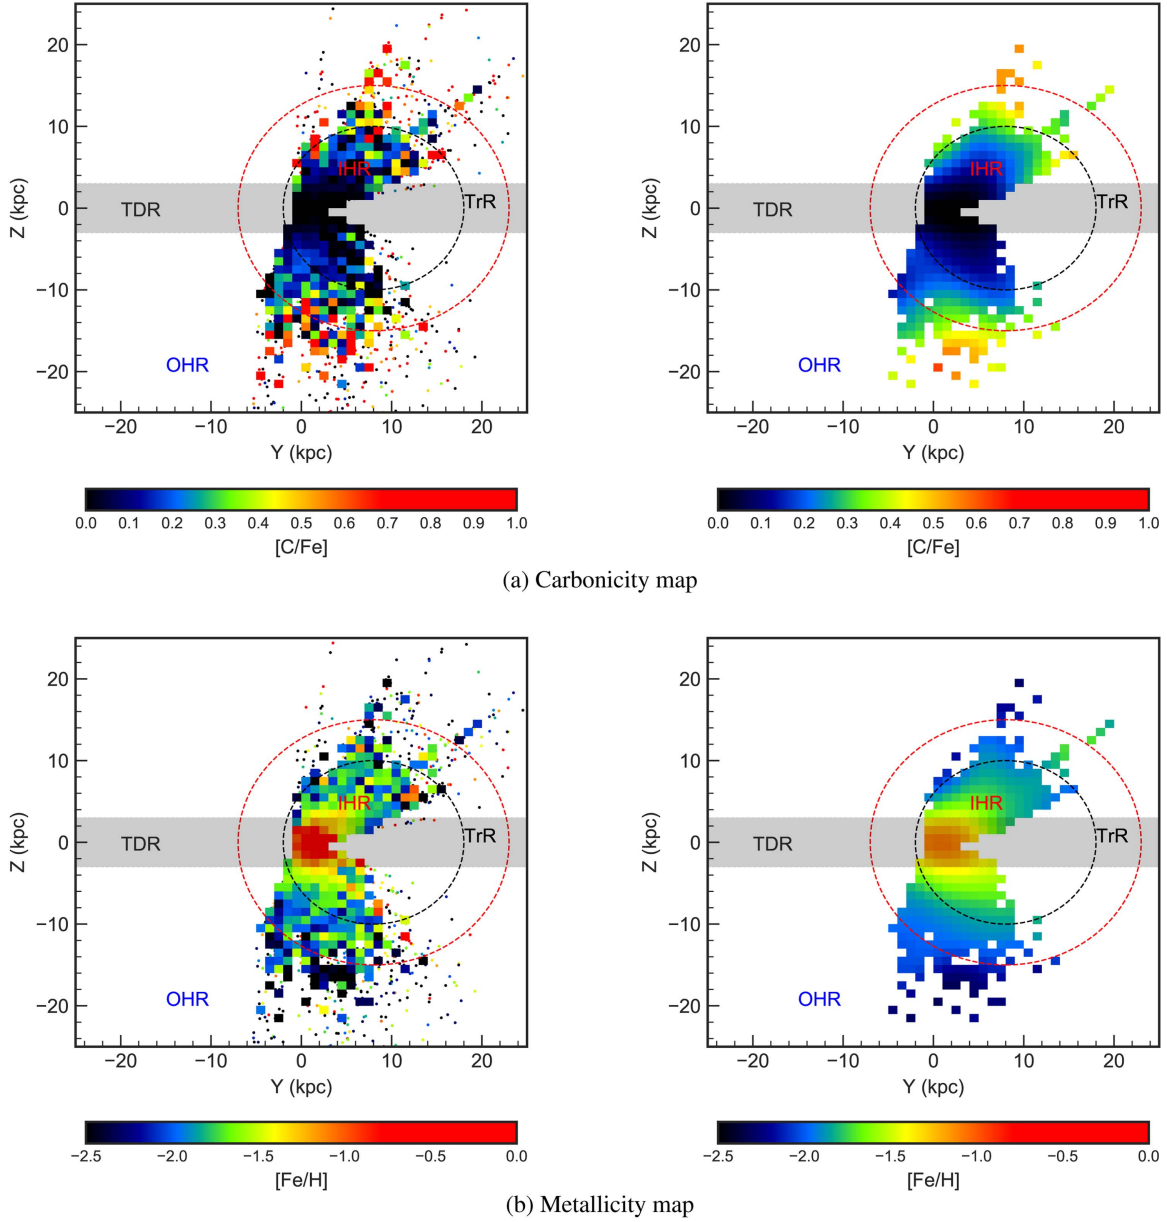 20
10
0
−10
−20
Z (kpc)
IHR
TDR
TrR
OHR
−20
−10
0
10
20
Y (kpc)
0.0
0.1
0.2
0.3
0.4
0.5
0.6
0.7
0.8
0.9
1.0
[C/Fe]
20
10
0
−10
−20
Z (kpc)
IHR
TDR
TrR
OHR
−20
−10
0
10
20
Y (kpc)
0.0
0.1
0.2
0.3
0.4
0.5
0.6
0.7
0.8
0.9
1.0
[C/Fe]
(a) Carbonicity map
20
10
0
−10
−20
Z (kpc)
IHR
TDR
TrR
OHR
−20
−10
0
10
20
Y (kpc)
−2.5
−2.0
−1.5
−1.0
−0.5
0.0
[Fe/H]
20
10
0
−10
−20
Z (kpc)
IHR
TDR
TrR
OHR
−20
−10
0
10
20
Y (kpc)
−2.5
−2.0
−1.5
−1.0
−0.5
0.0
[Fe/H]
(b) Metallicity map